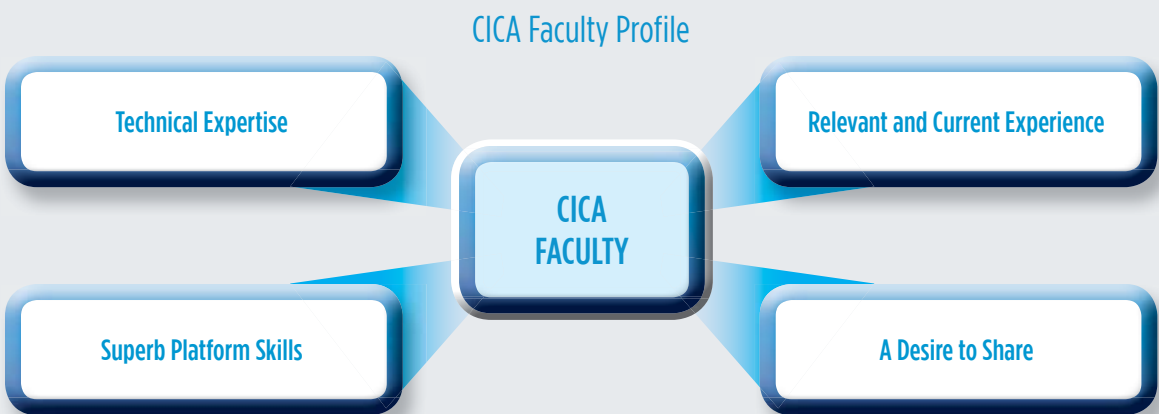 CICA Faculty Profile
Technical Expertise
Relevant and Current Experience
CICA
FACULTY
Superb Platform Skills
A Desire to Share